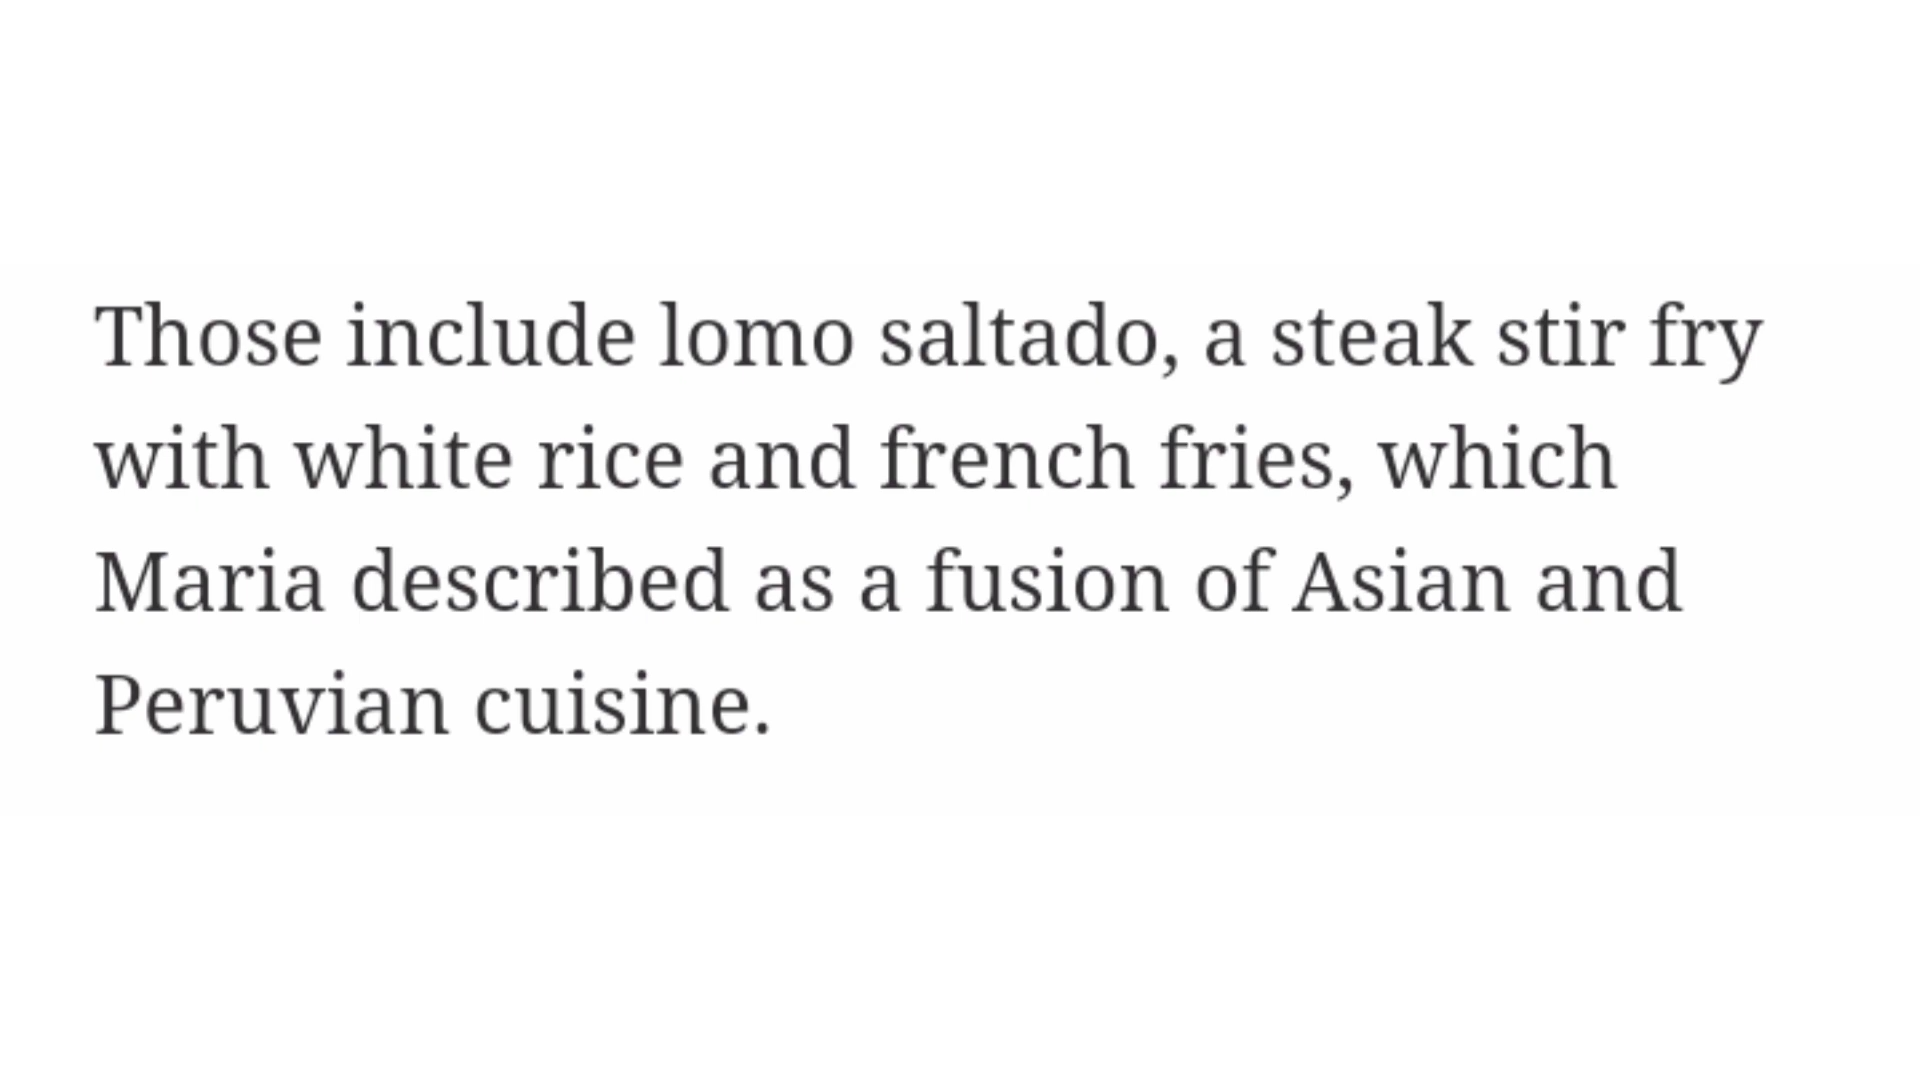 Those include lomo saltado, a steak stir fry
with white rice and french fries, which
Maria described as a fusion of Asian and
Peruvian cuisine.